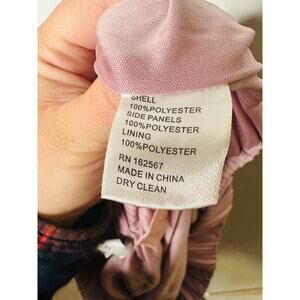 SHELL
100%POLYESTER
SIDE PANELS
100%POLYESTER
LINING
100%POLYESTER
RN 162567
MADE IN CHINA
DRY CLEAN